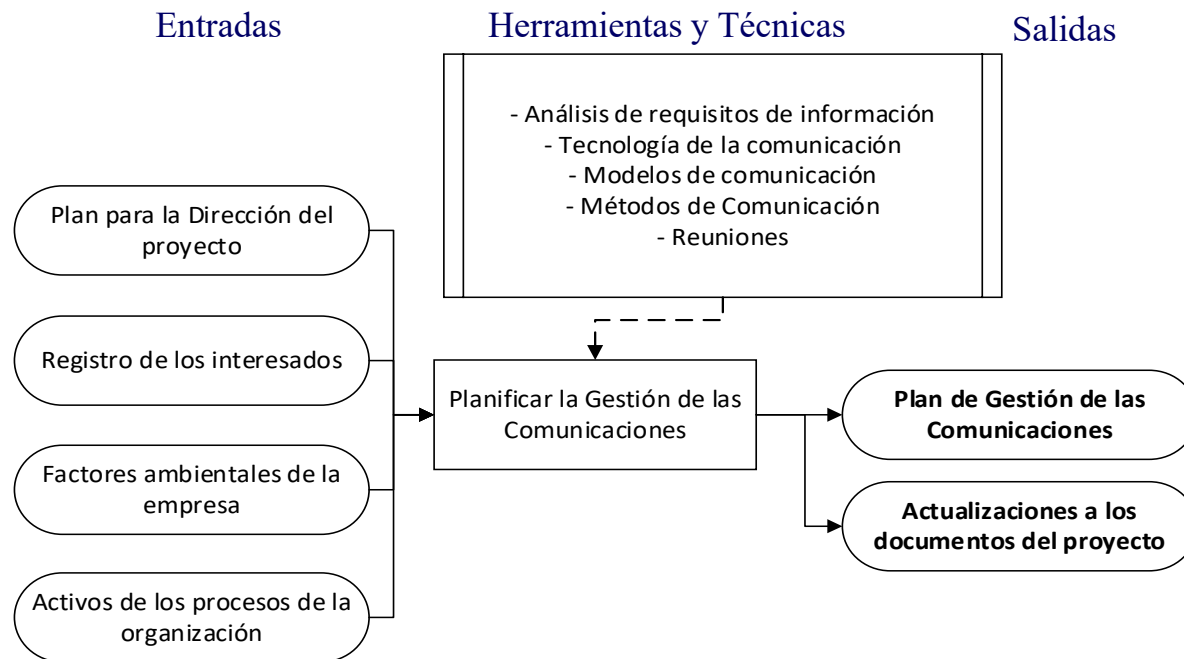 Entradas
Herramientas y Técnicas
Salidas
- Análisis de requisitos de información
- Tecnología de la comunicación
- Modelos de comunicación
- Métodos de Comunicación
- Reuniones
Plan para la Dirección del
proyecto
Registro de los interesados
Factores ambientales de la
empresa
Activos de los procesos de la
organización
Planificar la Gestión de las
Comunicaciones
Plan de Gestión de las
Comunicaciones
Actualizaciones a los
documentos del proyecto